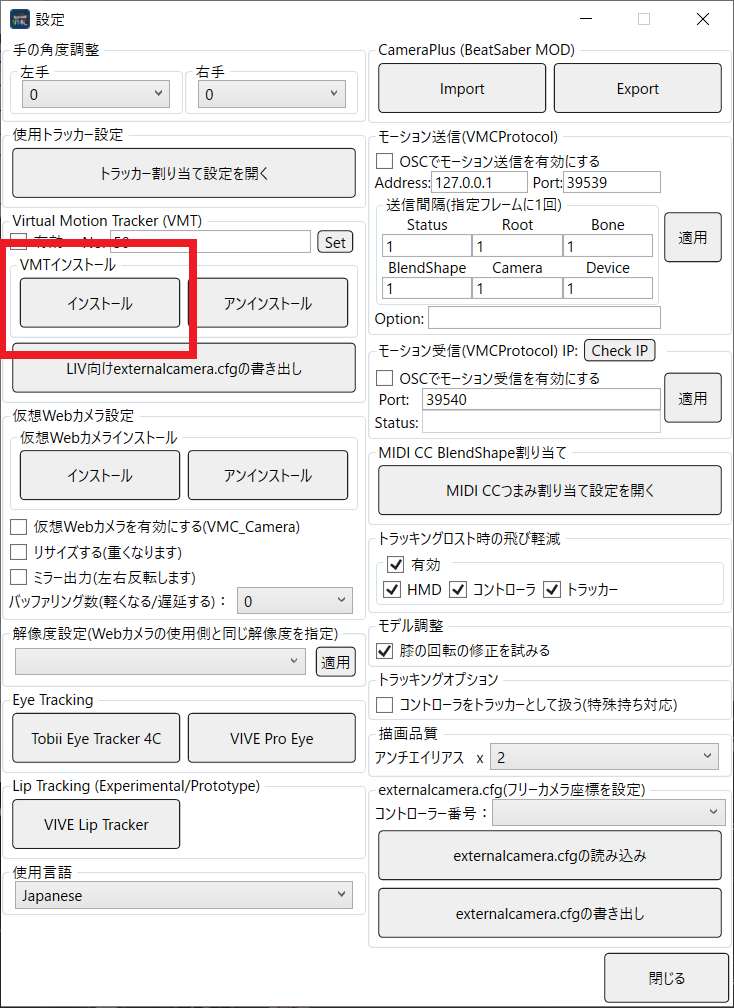 設定
手の角度調整
左手
右手
0
0
使用トラッカー設定
トラッカー割り当て設定を開く
Virtual Motion Tracker (VMT)
50
Set
VMTインストール
インストール
アンインストール
LIV向けexternalcamera.cfgの書き出し
仮想Webカメラ設定
仮想Webカメラインストール
インストール
アンインストール
仮想Webカメラを有効にする(VMC_Camera)
リサイズする(重くなります)
ミラー出力(左右反転します)
バッファリング数(軽くなる/遅延する)：
0
解像度設定(Webカメラの使用側と同じ解像度を指定)
適用
Eye Tracking
Tobii Eye Tracker 4C
VIVE Pro Eye
Lip Tracking (Experimental/Prototype)
VIVE Lip Tracker
使用言語
Japanese
CameraPlus (BeatSaber MOD)
Import
Export
モーション送信(VMCProtocol)
OSCでモーション送信を有効にする
Address: 127.0.0.1 Port: 39539
送信間隔(指定フレームに1回)
Status Root Bone
1 1 1
BlendShape Camera Device
1 1 1
適用
Option:
モーション受信(VMCProtocol) IP: Check IP
OSCでモーション受信を有効にする
Port: 39540
Status:
適用
MIDI CC BlendShape割り当て
MIDI CCつまみ割り当て設定を開く
トラッキングロスト時の飛び軽減
有効
HMD コントローラ トラッカー
モデル調整
膝の回転の修正を試みる
トラッキングオプション
コントローラをトラッカーとして扱う(特殊持ち対応)
描画品質
アンチエイリアス x 2
externalcamera.cfg(フリーカメラ座標を設定)
コントローラー番号：
externalcamera.cfgの読み込み
externalcamera.cfgの書き出し
閉じる